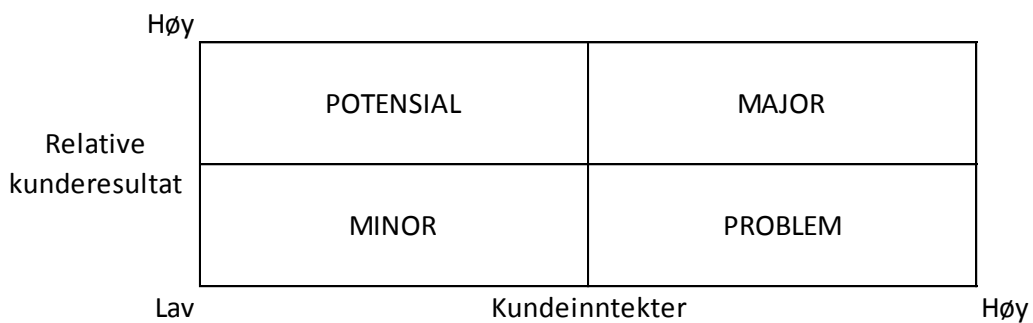 Høy
POTENSIAL
MAJOR
Relative
kunderesultat
MINOR
PROBLEM
Lav
Kundeinntekter
Høy